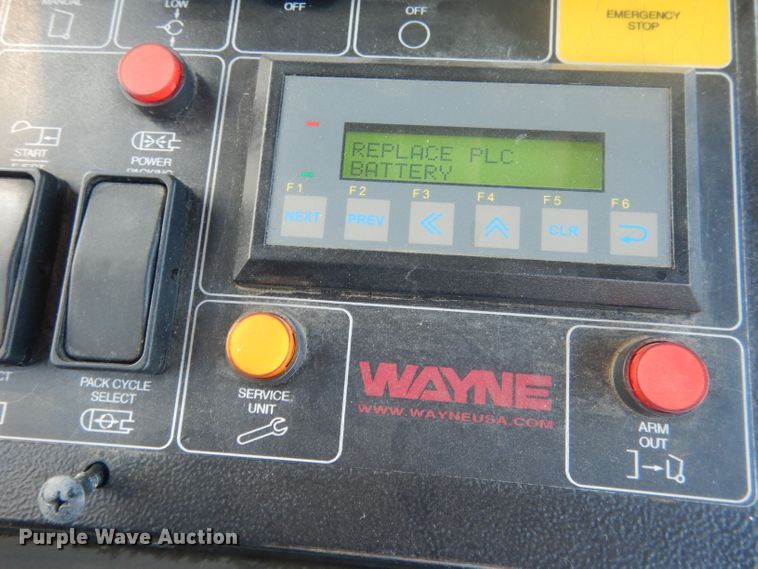 MANUAL
LOW
OFF
OFF
EMERGENCY
STOP
START
POWER
PACKING
REPLACE PLC
BATTERY
F1
F2
F3
F4
F5
F6
NEXT
PREV
CLR
PACK CYCLE
SELECT
SERVICE
UNIT
WAYNE
WWW.WAYNEUSA.COM
ARM
OUT
Purple Wave Auction